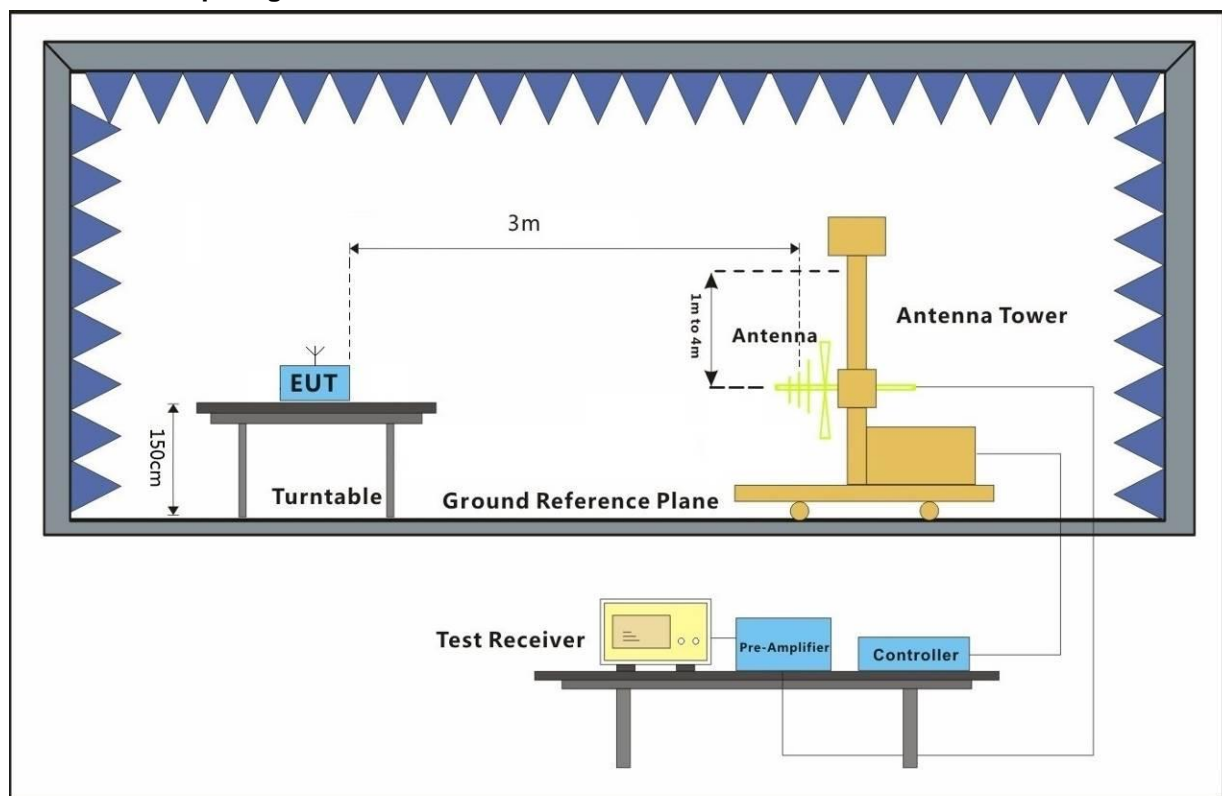 3m
1m to 4m
Antenna
Antenna Tower
EUT
150cm
Turntable
Ground Reference Plane
Test Receiver
Pre-Amplifier
Controller